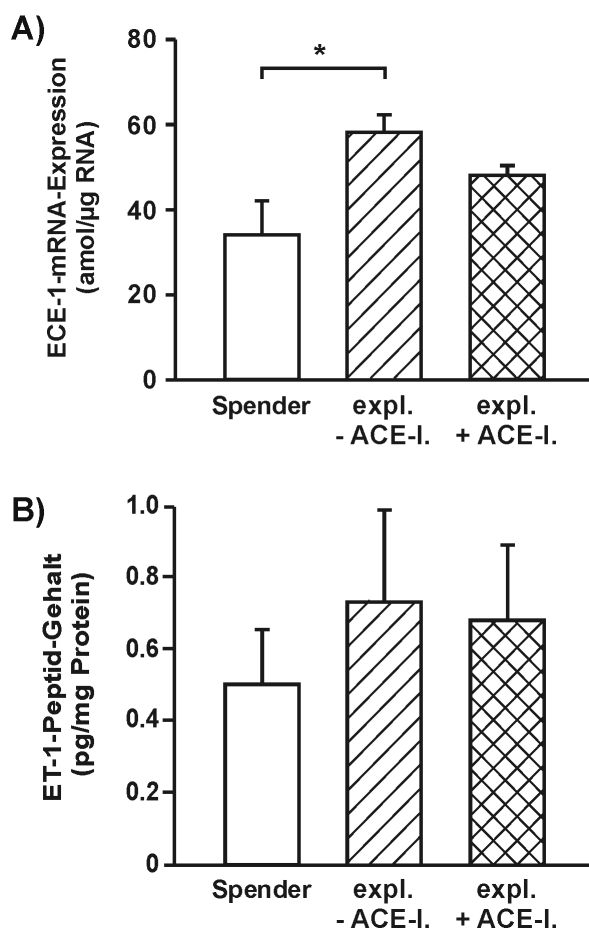 A)
ECE-1-mRNA-Expression
(amol/µg RNA)
80
60
40
20
0
*
Spender
expl.
- ACE-I.
expl.
+ ACE-I.
B)
ET-1-Peptid-Gehalt
(pg/mg Protein)
1.0
0.8
0.6
0.4
0.2
0
Spender
expl.
- ACE-I.
expl.
+ ACE-I.